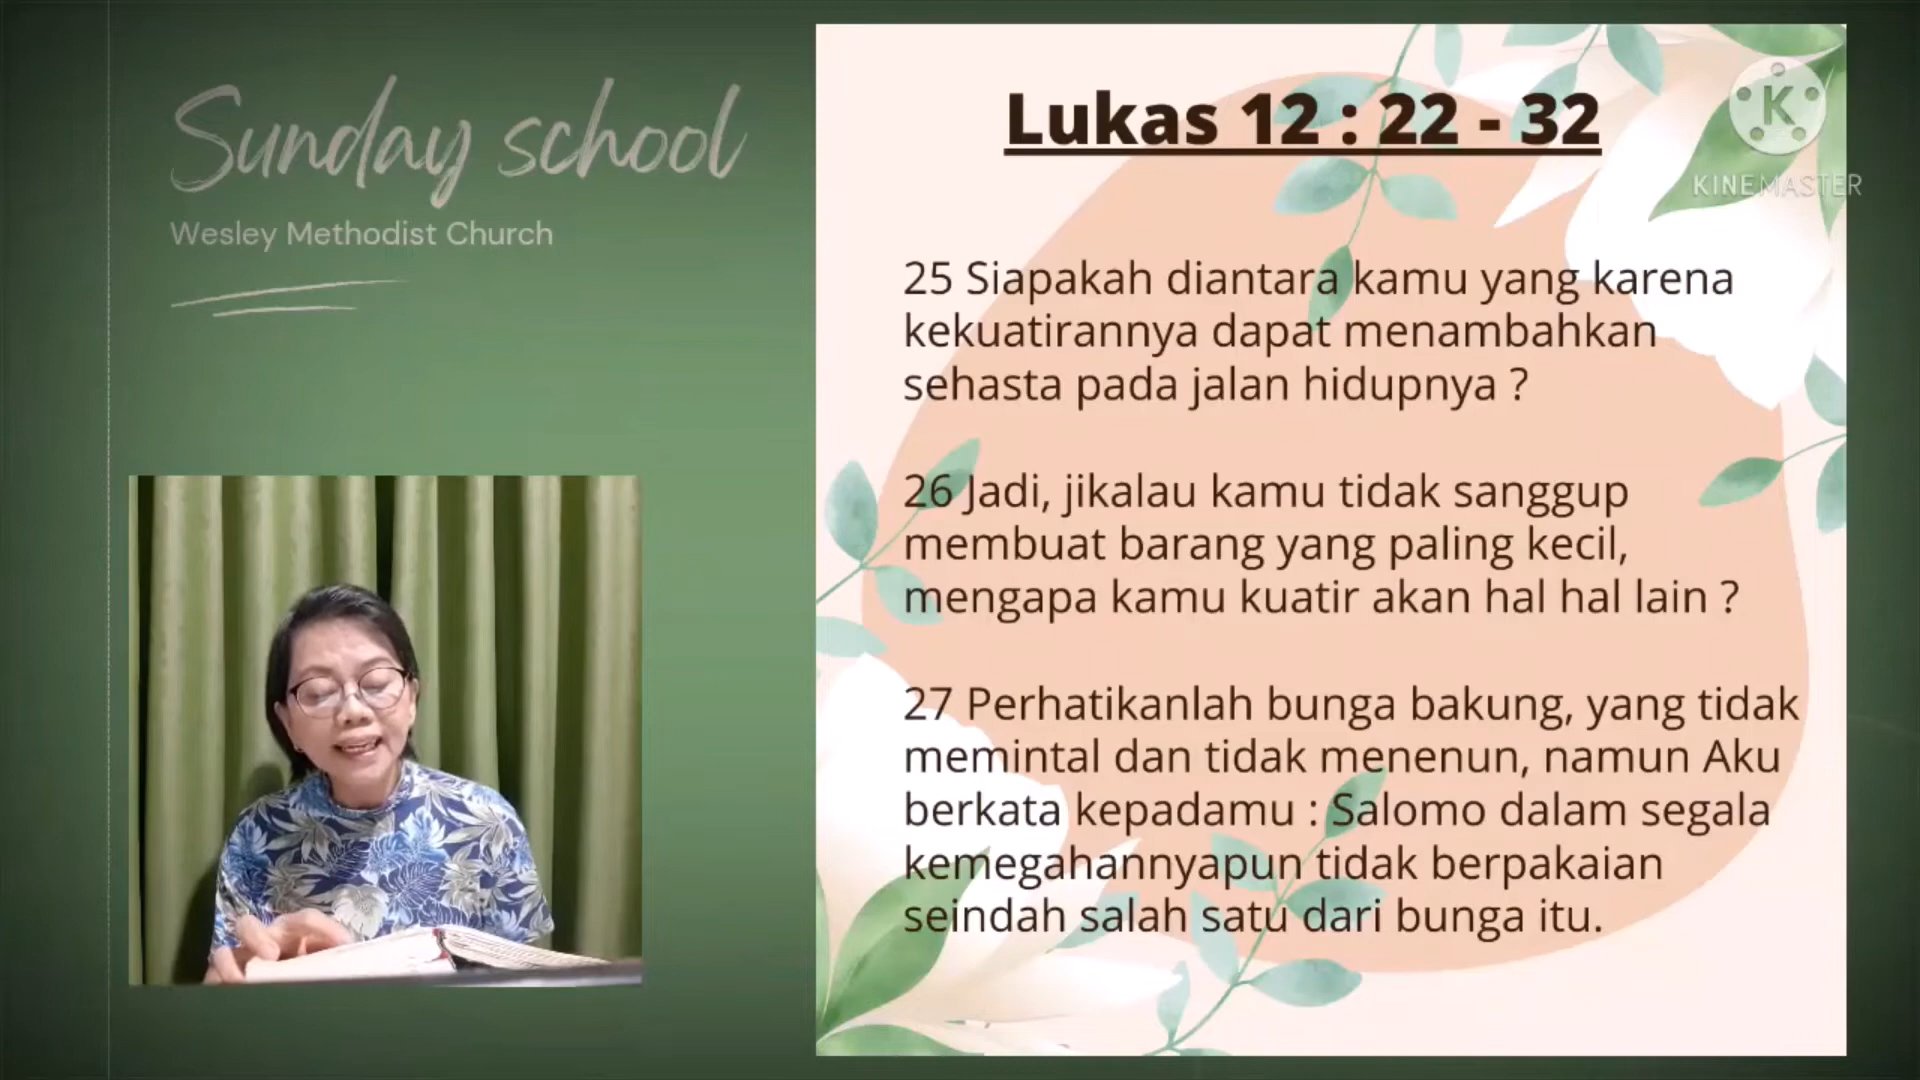 Sunday school
Wesley Methodist Church
Lukas 12 : 22 - 32
KINEMASTER
25 Siapakah diantara kamu yang karena
kekuatirannya dapat menambahkan
sehasta pada jalan hidupnya ?
26 Jadi, jikalau kamu tidak sanggup
membuat barang yang paling kecil,
mengapa kamu kuatir akan hal hal lain ?
27 Perhatikanlah bunga bakung, yang tidak
memintal dan tidak menenun, namun Aku
berkata kepadamu : Salomo dalam segala
kemegahannyapun tidak berpakaian
seindah salah satu dari bunga itu.